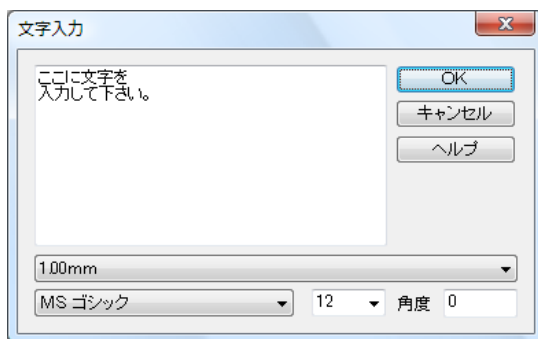 文字入力
ここに文字を
入力して下さい。
OK
キャンセル
ヘルプ
1.00mm
MS ゴシック
12
角度
0